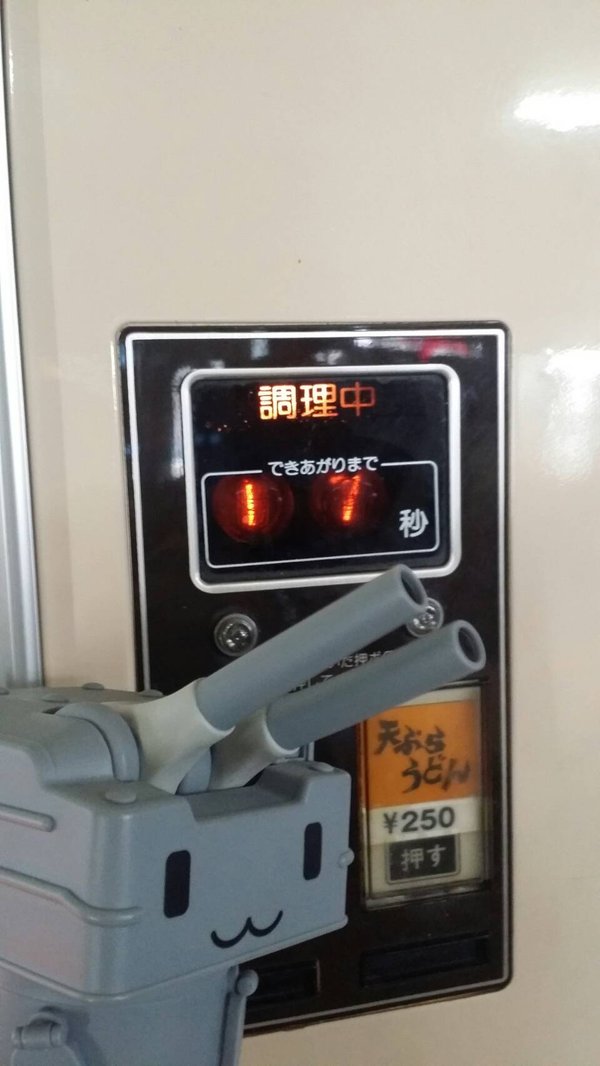 調理中
できあがりまで
17 秒
天ぷら
うどん
¥250
押す